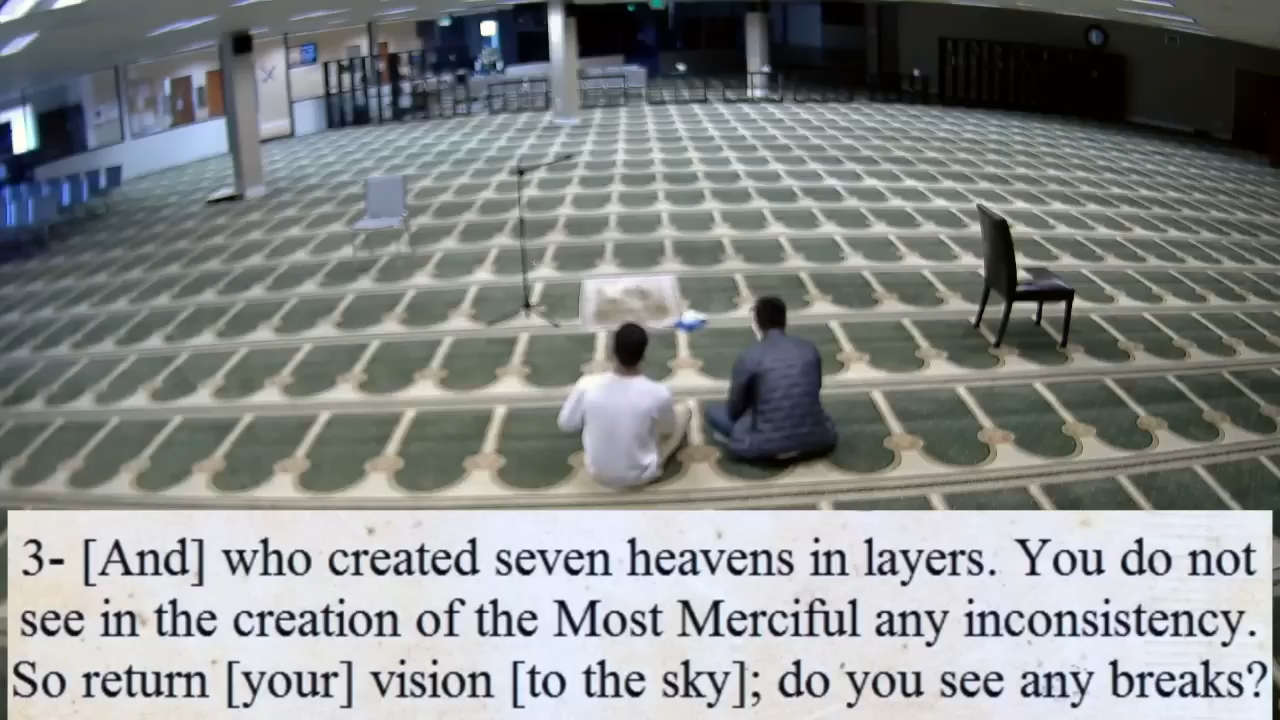 3- [And] who created seven heavens in layers. You do not
see in the creation of the Most Merciful any inconsistency.
So return [your] vision [to the sky]; do you see any breaks?